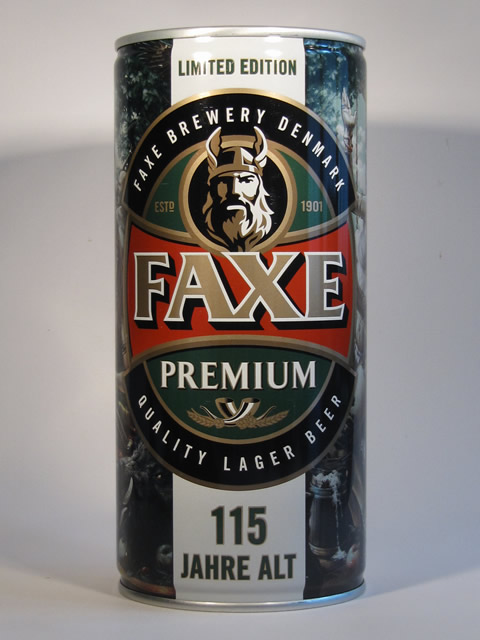 LIMITED EDITION
FAXE BREWERY DENMARK
ESTD 1901
FAXE
PREMIUM
QUALITY LAGER BEER
115
JAHRE ALT